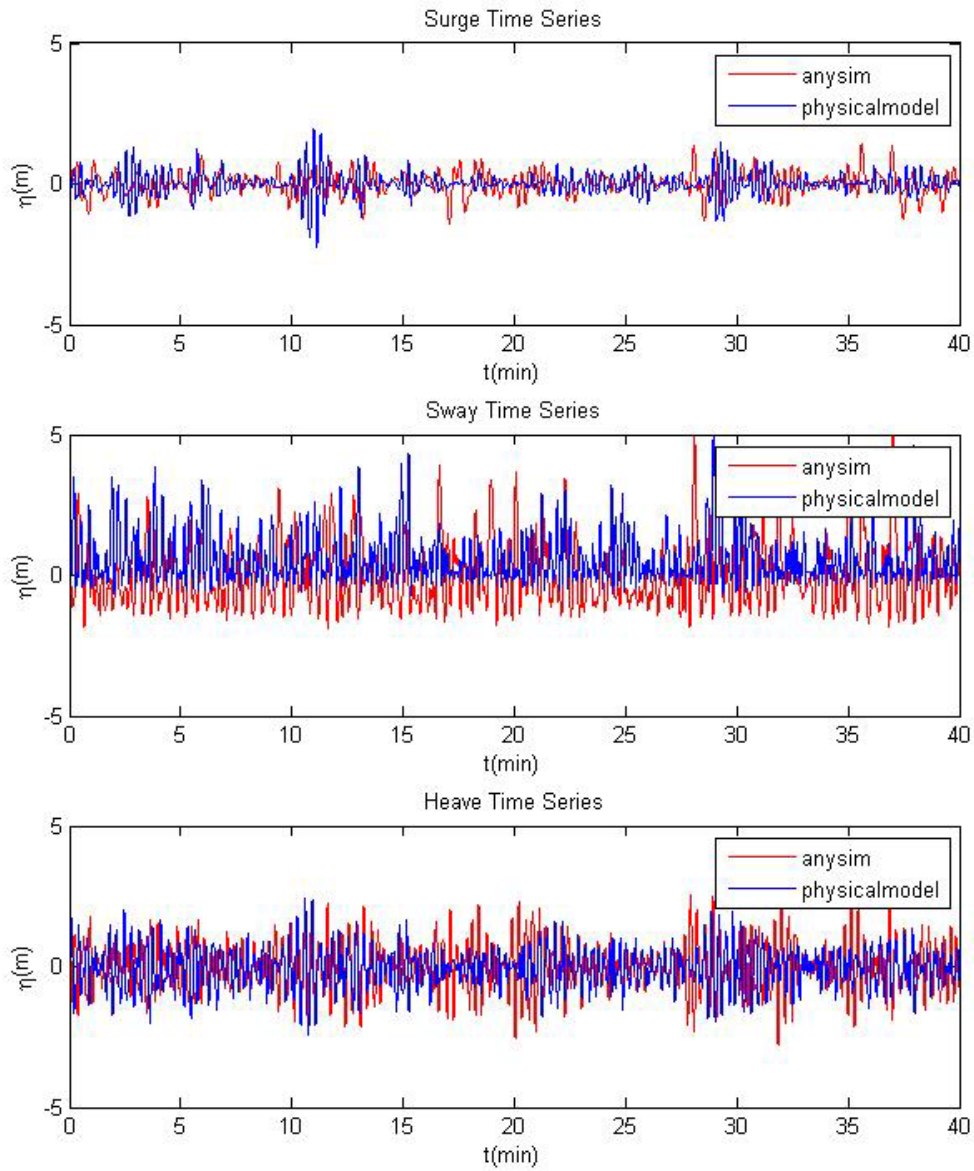 Surge Time Series
5
anysim
physicalmodel
η(m)
0
-5
0 5 10 15 20 25 30 35 40
t(min)
Sway Time Series
5
anysim
physicalmodel
η(m)
0
-5
0 5 10 15 20 25 30 35 40
t(min)
Heave Time Series
5
anysim
physicalmodel
η(m)
0
-5
0 5 10 15 20 25 30 35 40
t(min)